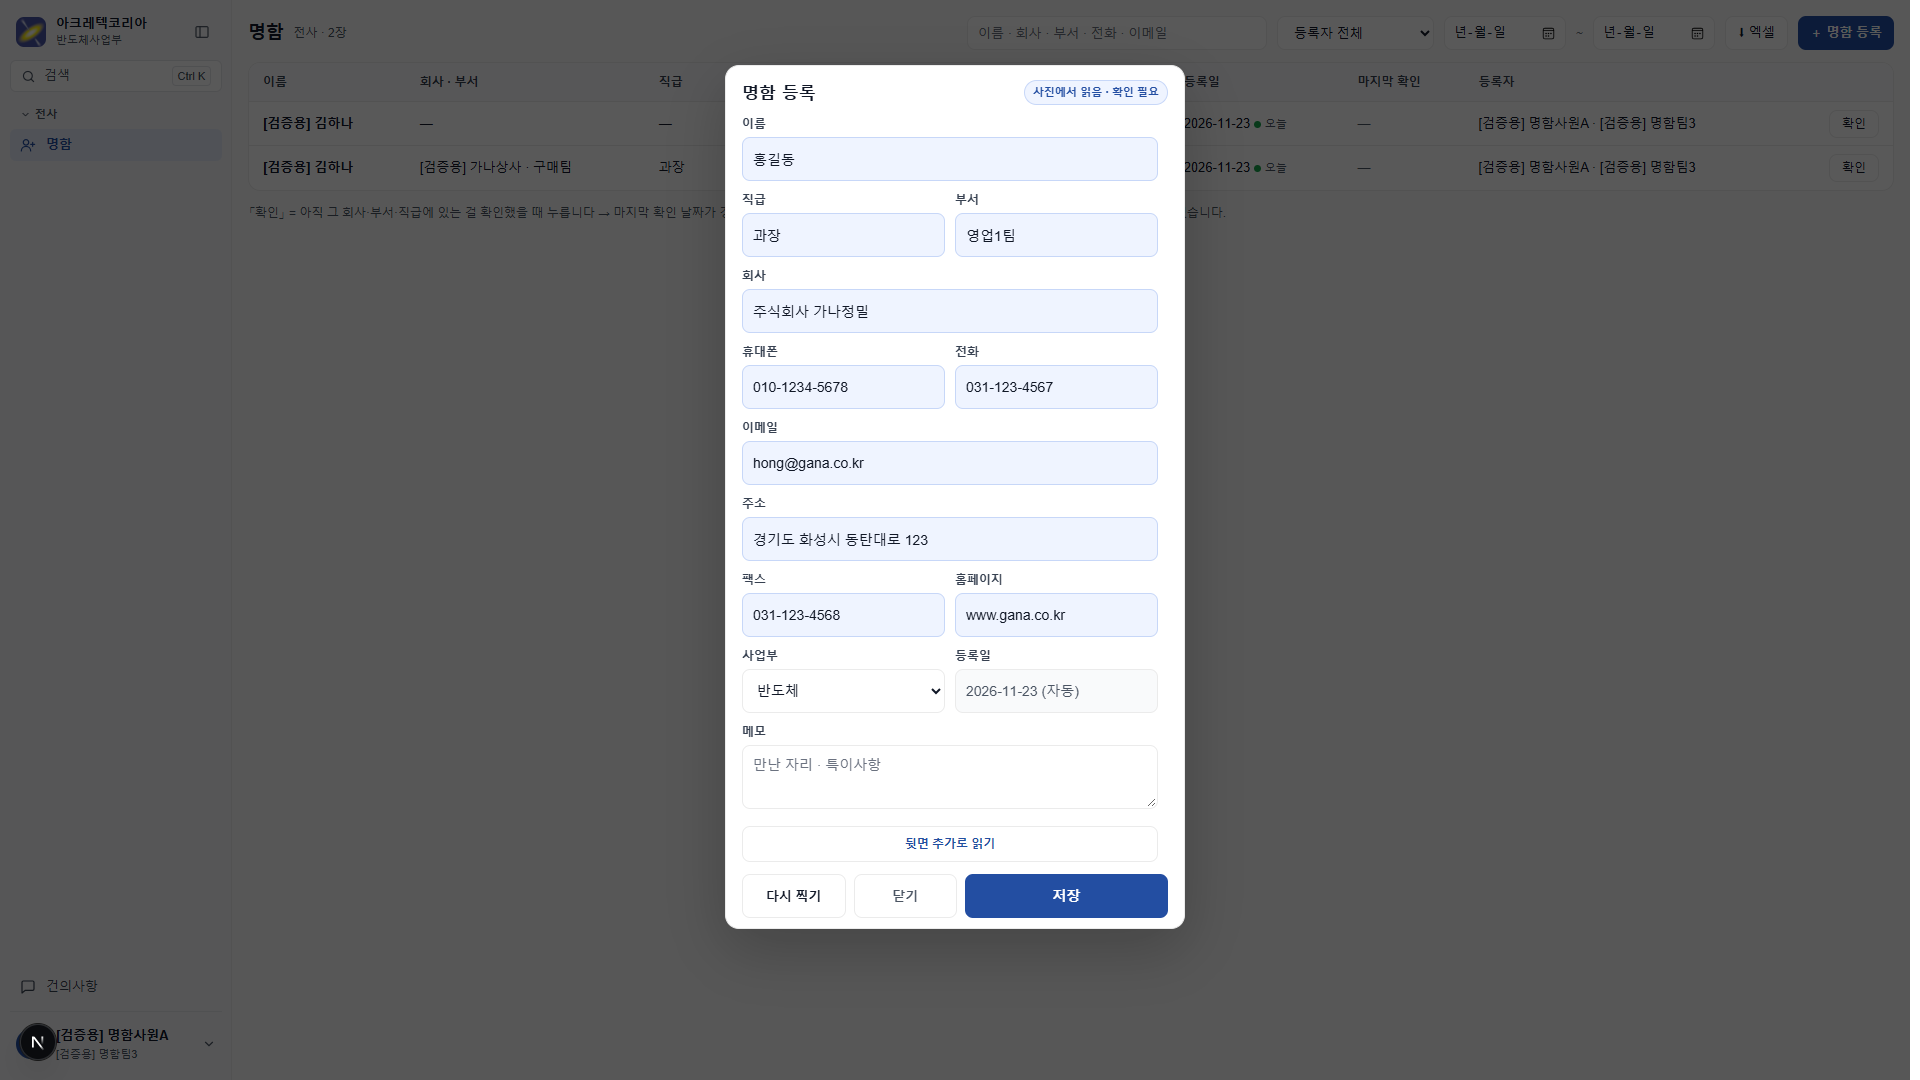 아크레텍코리아
반도체사업부
검색
Ctrl K
전사
명함
명함 전사 · 2장
이름 · 회사 · 부서 · 전화 · 이메일
등록자 전체
년-월-일
~
년-월-일
⬇ 엑셀
+ 명함 등록
이름 회사 · 부서 직급 등록일 마지막 확인 등록자
[검증용] 김하나 — — 2026-11-23 ● 오늘 — [검증용] 명함사원A · [검증용] 명함팀3 확인
[검증용] 김하나 [검증용] 가나상사 · 구매팀 과장 2026-11-23 ● 오늘 — [검증용] 명함사원A · [검증용] 명함팀3 확인
「확인」 = 아직 그 회사·부서·직급에 있는 걸 확인했을 때 누릅니다 → 마지막 확인 날짜가
습니다.
명함 등록
사진에서 읽음 · 확인 필요
이름
홍길동
직급 부서
과장 영업1팀
회사
주식회사 가나정밀
휴대폰 전화
010-1234-5678 031-123-4567
이메일
hong@gana.co.kr
주소
경기도 화성시 동탄대로 123
팩스 홈페이지
031-123-4568 www.gana.co.kr
사업부 등록일
반도체 2026-11-23 (자동)
메모
만난 자리 · 특이사항
뒷면 추가로 읽기
다시 찍기 닫기 저장
건의사항
N
[검증용] 명함사원A
[검증용] 명함팀3